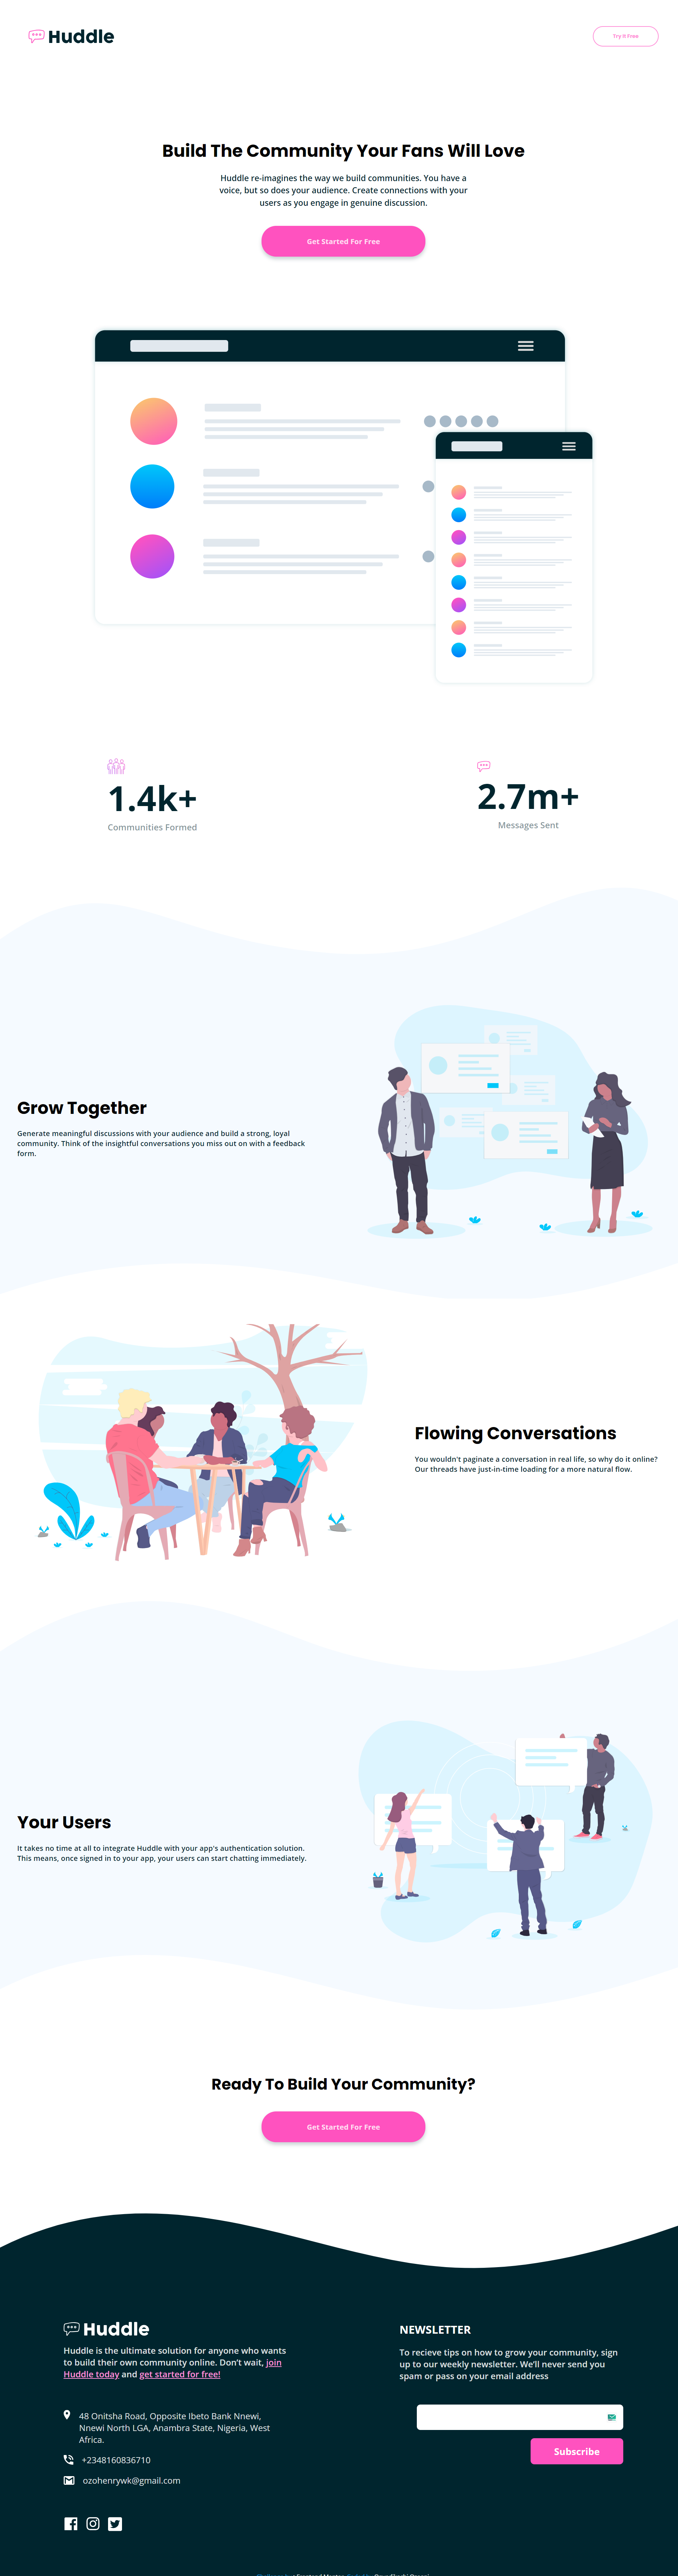 Huddle
Try It Free
Build The Community Your Fans Will Love
Huddle re-imagines the way we build communities. You have a
voice, but so does your audience. Create connections with your
users as you engage in genuine discussion.
Get Started For Free
1.4k+
Communities Formed
2.7m+
Messages Sent
Grow Together
Generate meaningful discussions with your audience and build a strong, loyal
community. Think of the insightful conversations you miss out on with a feedback
form.
Flowing Conversations
You wouldn't paginate a conversation in real life, so why do it online?
Our threads have just-in-time loading for a more natural flow.
Your Users
It takes no time at all to integrate Huddle with your app's authentication solution.
This means, once signed in to your app, your users can start chatting immediately.
Ready To Build Your Community?
Get Started For Free
Huddle
Huddle is the ultimate solution for anyone who wants
to build their own community online. Don't wait, join
Huddle today and get started for free!
48 Onitsha Road, Opposite Ibeto Bank Nnewi,
Nnewi North LGA, Anambra State, Nigeria, West
Africa.
+2348160836710
ozohenrywk@gmail.com
NEWSLETTER
To recieve tips on how to grow your community, sign
up to our weekly newsletter. We'll never send you
spam or pass on your email address
Subscribe